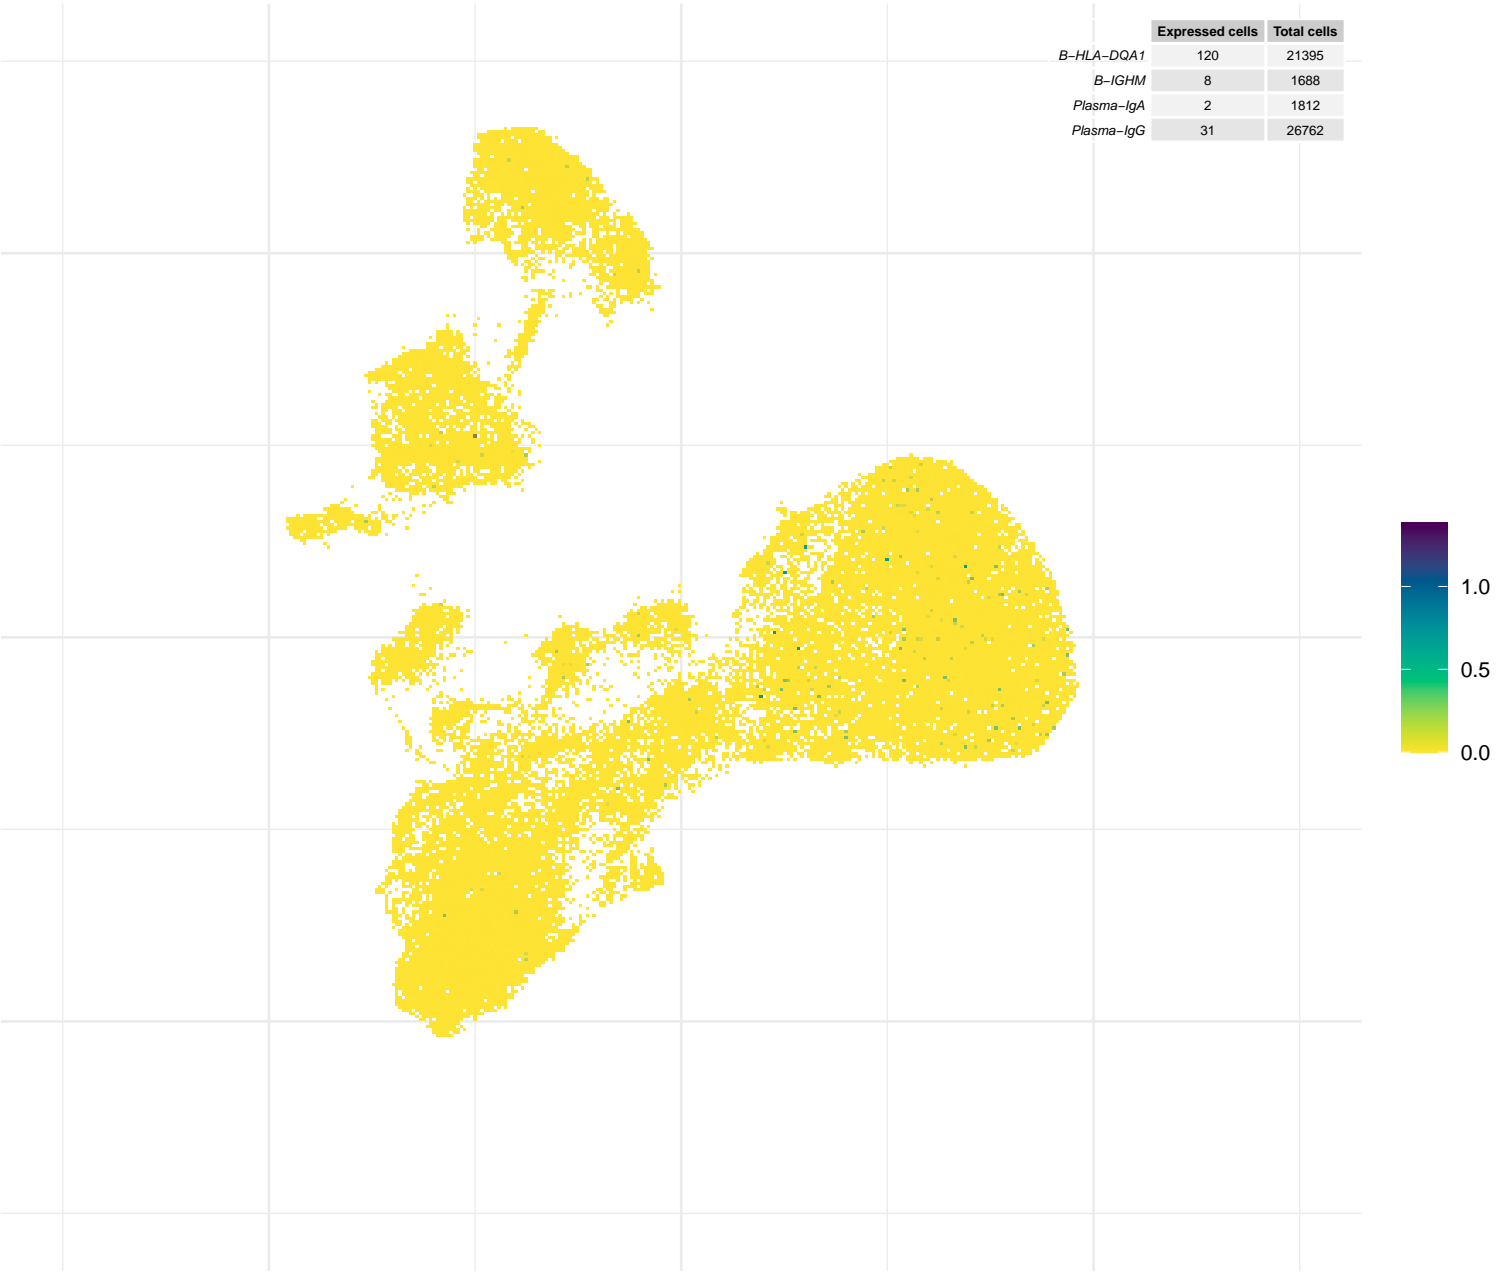 Expressed cells Total cells
B−HLA−DQA1 120 21395
B−IGHM 8 1688
Plasma−IgA 2 1812
Plasma−IgG 31 26762
1.0
0.5
0.0